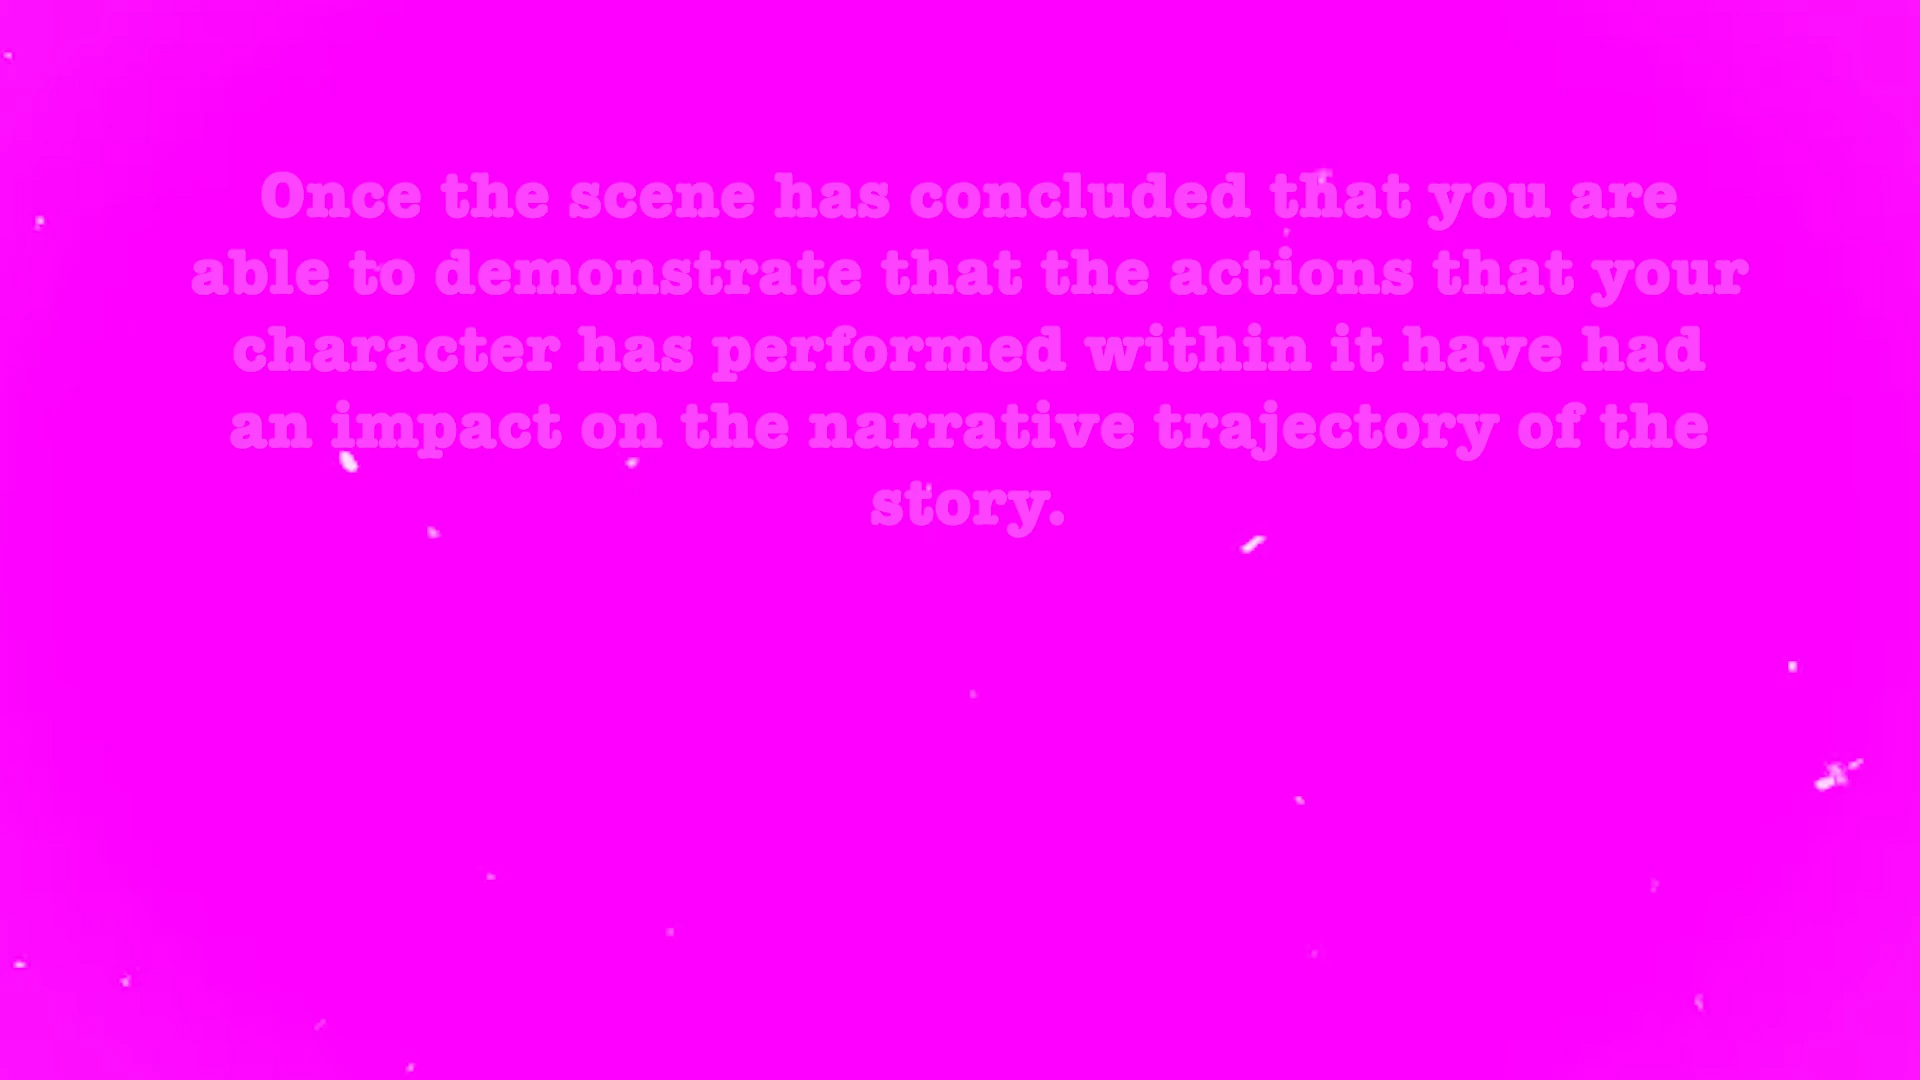 Once the scene has concluded that you are
able to demonstrate that the actions that your
character has performed within it have had
an impact on the narrative trajectory of the
story.